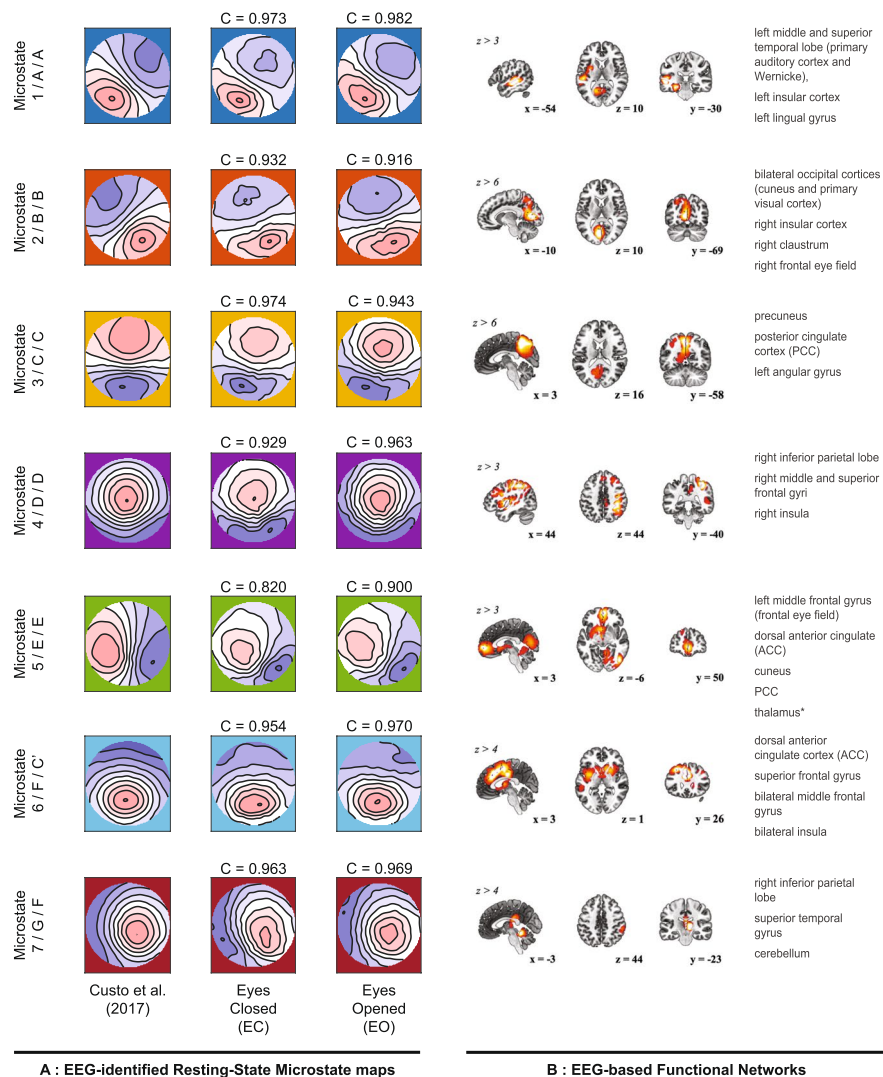 C = 0.973
C = 0.982
Microstate
1 / A / A
z > 3
x = -54
z = 10
y = -30
left middle and superior
temporal lobe (primary
auditory cortex and
Wernicke),
left insular cortex
left lingual gyrus
C = 0.932
C = 0.916
Microstate
2 / B / B
z > 6
x = -10
z = 10
y = -69
bilateral occipital cortices
(cuneus and primary
visual cortex)
right insular cortex
right claustrum
right frontal eye field
C = 0.974
C = 0.943
Microstate
3 / C / C
z > 6
x = 3
z = 16
y = -58
precuneus
posterior cingulate
cortex (PCC)
left angular gyrus
C = 0.929
C = 0.963
Microstate
4 / D / D
z > 3
x = 44
z = 44
y = -40
right inferior parietal lobe
right middle and superior
frontal gyri
right insula
C = 0.820
C = 0.900
Microstate
5 / E / E
z > 3
x = 3
z = -6
y = 50
left middle frontal gyrus
(frontal eye field)
dorsal anterior cingulate
(ACC)
cuneus
PCC
thalamus*
C = 0.954
C = 0.970
Microstate
6 / F / C'
z > 4
x = 3
z = 1
y = 26
dorsal anterior
cingulate cortex (ACC)
superior frontal gyrus
bilateral middle frontal
gyrus
bilateral insula
C = 0.963
C = 0.969
Microstate
7 / G / F
z > 4
x = -3
z = 44
y = -23
right inferior parietal
lobe
superior temporal
gyrus
cerebellum
Custo et al.
(2017)
Eyes
Closed
(EC)
Eyes
Opened
(EO)
A : EEG-identified Resting-State Microstate maps
B : EEG-based Functional Networks